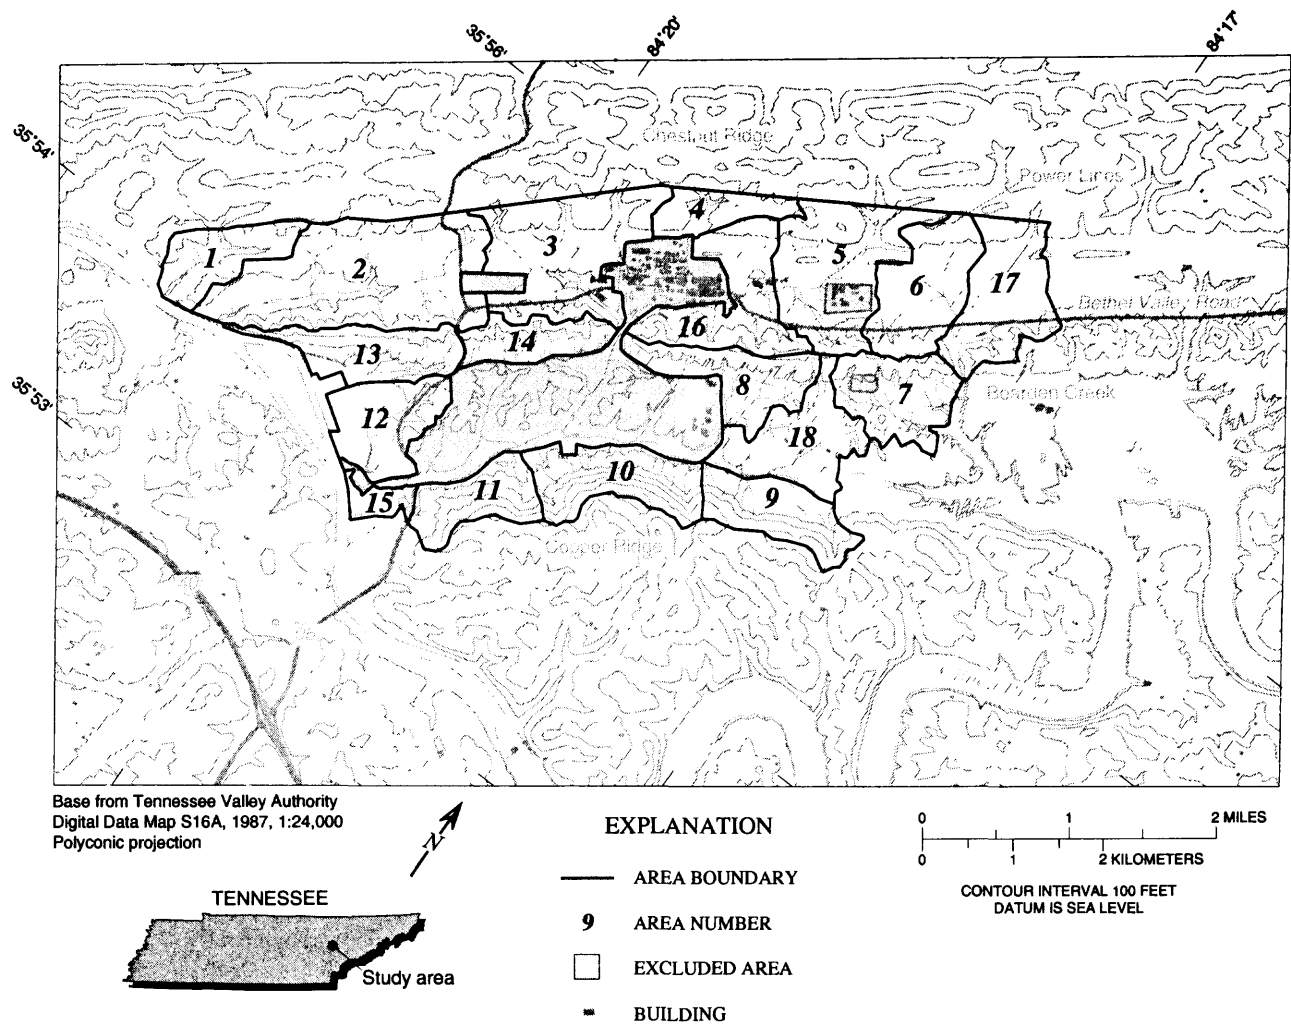 35°56'
84°20'
84°17'
35°54'
Chestnut Ridge
Power Lines
4
3
1
2
5
6
17
Bethel Valley Road
16
14
13
35°53'
8
7
Bearden Creek
12
18
10
11
9
15
Copper Ridge
Base from Tennessee Valley Authority
Digital Data Map S16A, 1987, 1:24,000
Polyconic projection
N
EXPLANATION
AREA BOUNDARY
9 AREA NUMBER
EXCLUDED AREA
BUILDING
0 1 2 MILES
0 1 2 KILOMETERS
CONTOUR INTERVAL 100 FEET
DATUM IS SEA LEVEL
TENNESSEE
Study area